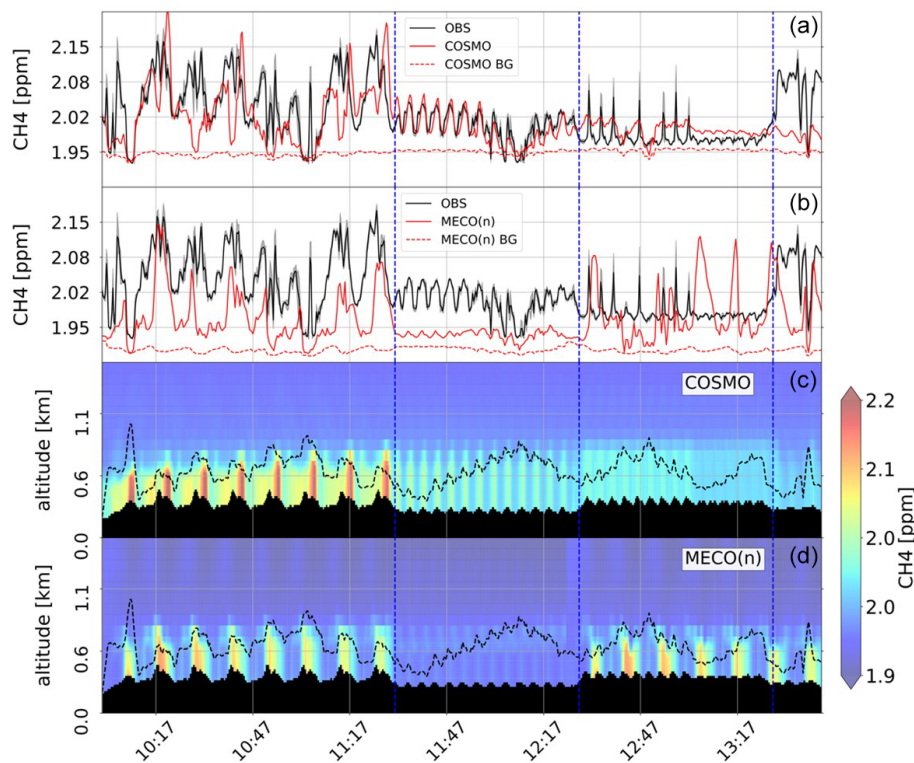 (a)
OBS
COSMO
COSMO BG
2.15
2.08
2.02
1.95
CH4 [ppm]
(b)
OBS
MECO(n)
MECO(n) BG
2.15
2.08
2.02
1.95
CH4 [ppm]
COSMO
(c)
1.1
0.6
0.0
altitude [km]
MECO(n)
(d)
1.1
0.6
0.0
altitude [km]
2.2
2.1
2.0
2.0
1.9
CH4 [ppm]
10:17
10:47
11:17
11:47
12:17
12:47
13:17